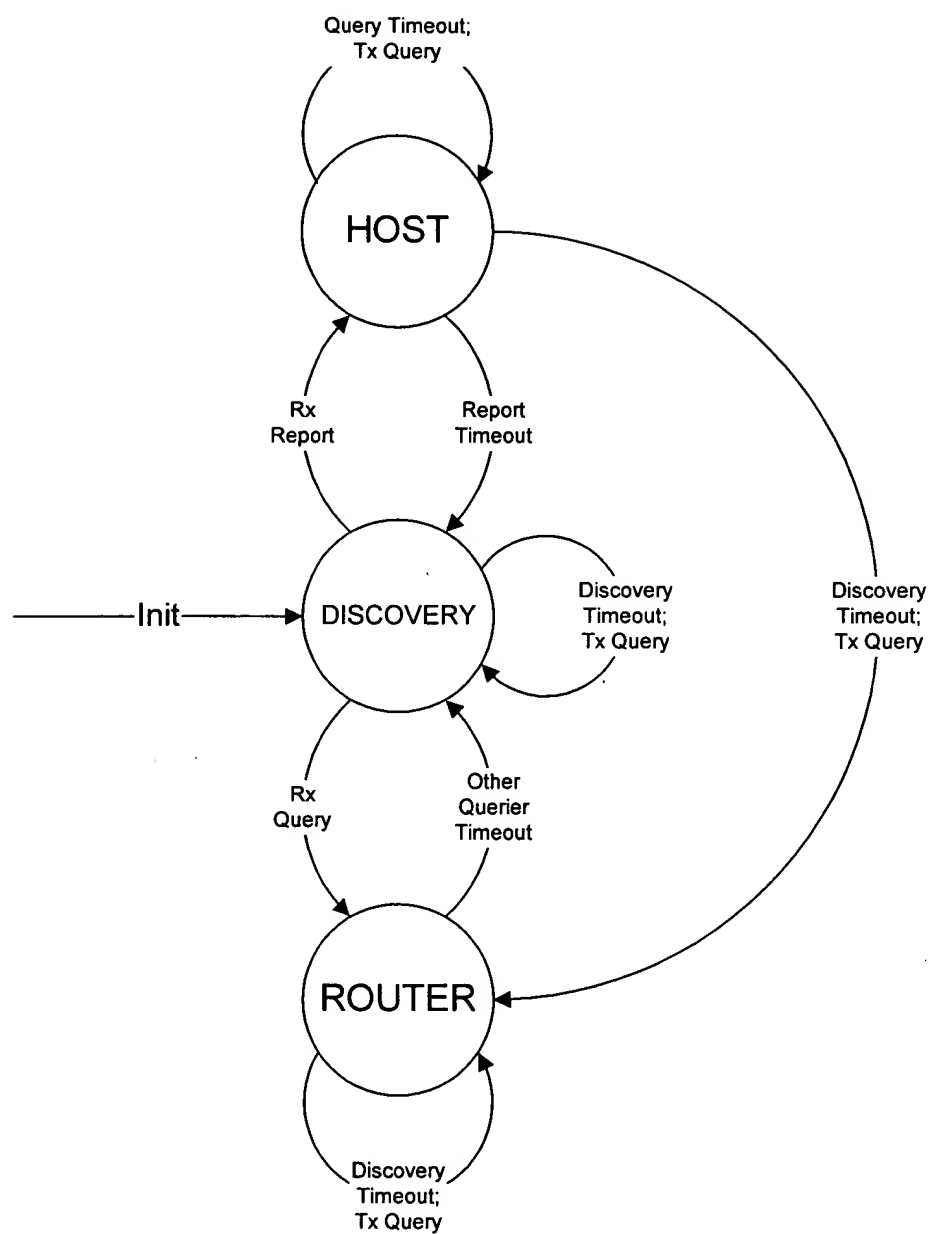 Query Timeout;
Tx Query
HOST
Rx
Report
Report
Timeout
Init
DISCOVERY
Discovery
Timeout;
Tx Query
Discovery
Timeout;
Tx Query
Rx
Query
Other
Querier
Timeout
ROUTER
Discovery
Timeout;
Tx Query